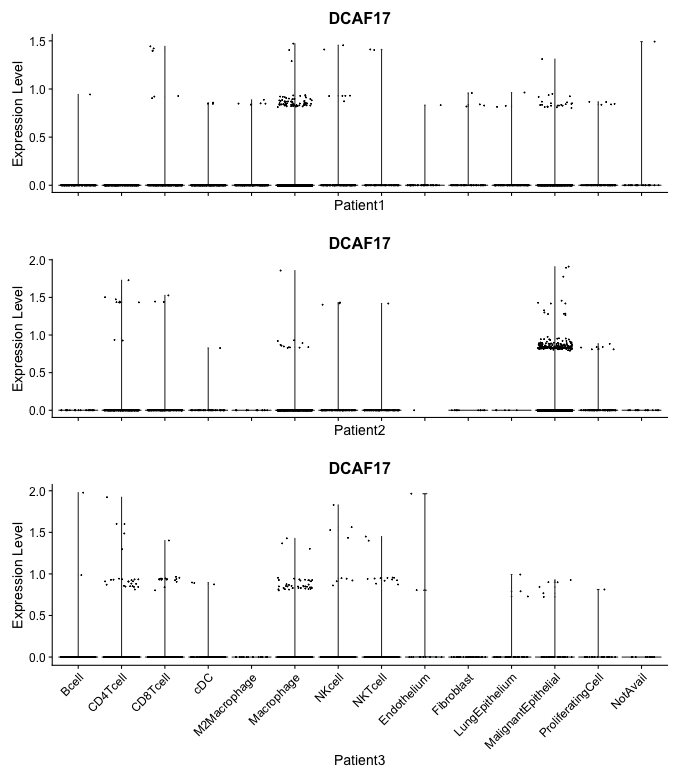 DCAF17
1.5
1.0
0.5
0.0
Expression Level
Patient1
DCAF17
2.0
1.5
1.0
0.5
0.0
Expression Level
Patient2
DCAF17
2.0
1.5
1.0
0.5
0.0
Expression Level
Bcell
CD4Tcell
CD8Tcell
cDC
M2Macrophage
Macrophage
NKcell
NKTcell
Endothelium
Fibroblast
LungEpithelium
MalignantEpithelial
ProliferatingCell
NotAvail
Patient3